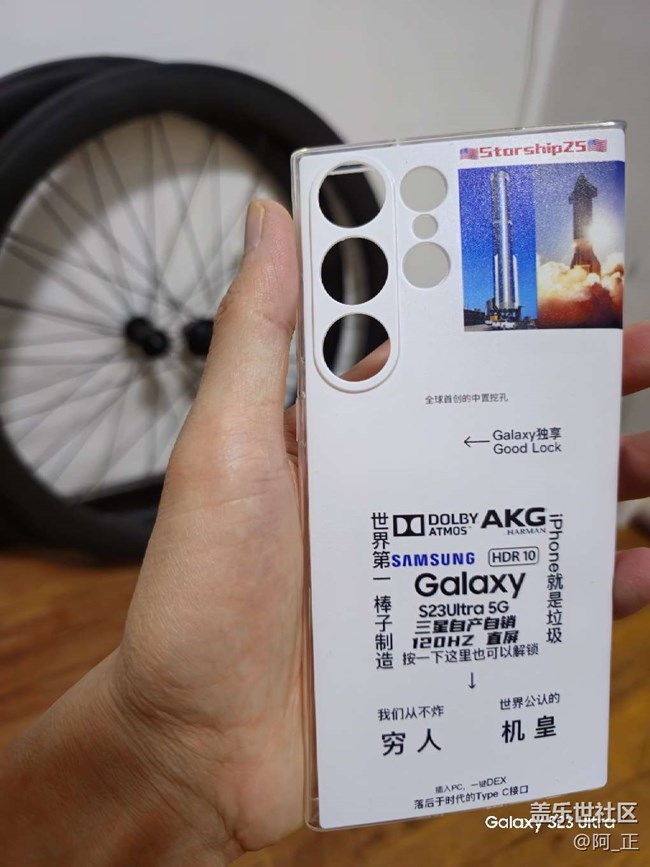 Starship25
全球首创的中置挖孔
←Galaxy独享
Good Lock
世界第一棒子制造
DOLBY
ATMOS
AKG
HARMAN
iPhone就是垃圾
SAMSUNG
HDR10
Galaxy
S23Ultra 5G
三星自产自销
120HZ 直屏
按一下这里也可以解锁
↓
我们从不炸
穷人
世界公认的
机皇
插入PC，一键DEX
落后于时代的Type C接口
盖乐世社区
Galaxy S23 Ultra
@阿_正